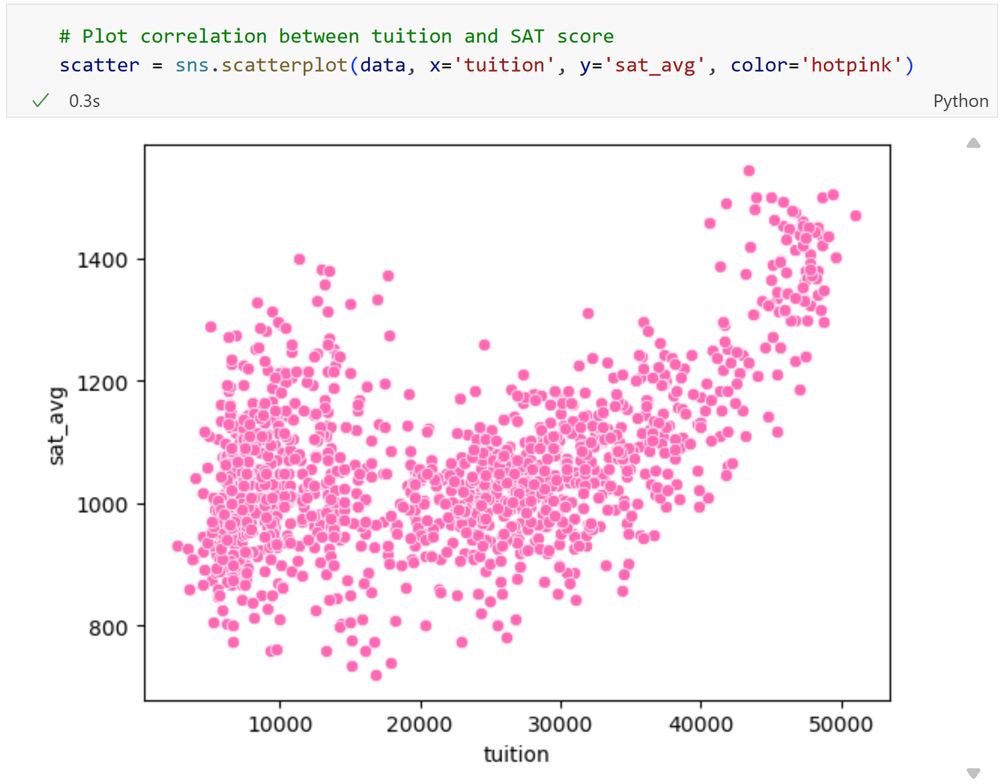 # Plot correlation between tuition and SAT score
scatter = sns.scatterplot(data, x='tuition', y='sat_avg', color='hotpink')
0.3s
Python
1400
1200
1000
800
sat_avg
10000 20000 30000 40000 50000
tuition